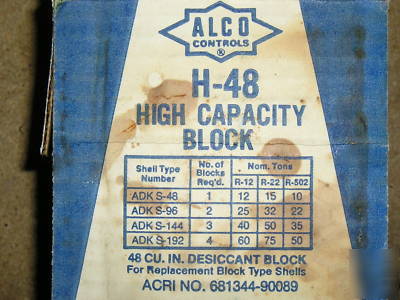 ALCO
CONTROLS
®
H-48
HIGH CAPACITY
BLOCK
Shell Type Number No. of Blocks Req'd. Nom. Tons
R-12 R-22 R-502
ADK S-48 1 12 15 10
ADK S-96 2 25 32 22
ADK S-144 3 40 50 35
ADK S-192 4 60 75 50
48 CU. IN. DESICCANT BLOCK
For Replacement Block Type Shells
ACRI NO. 681344-90089